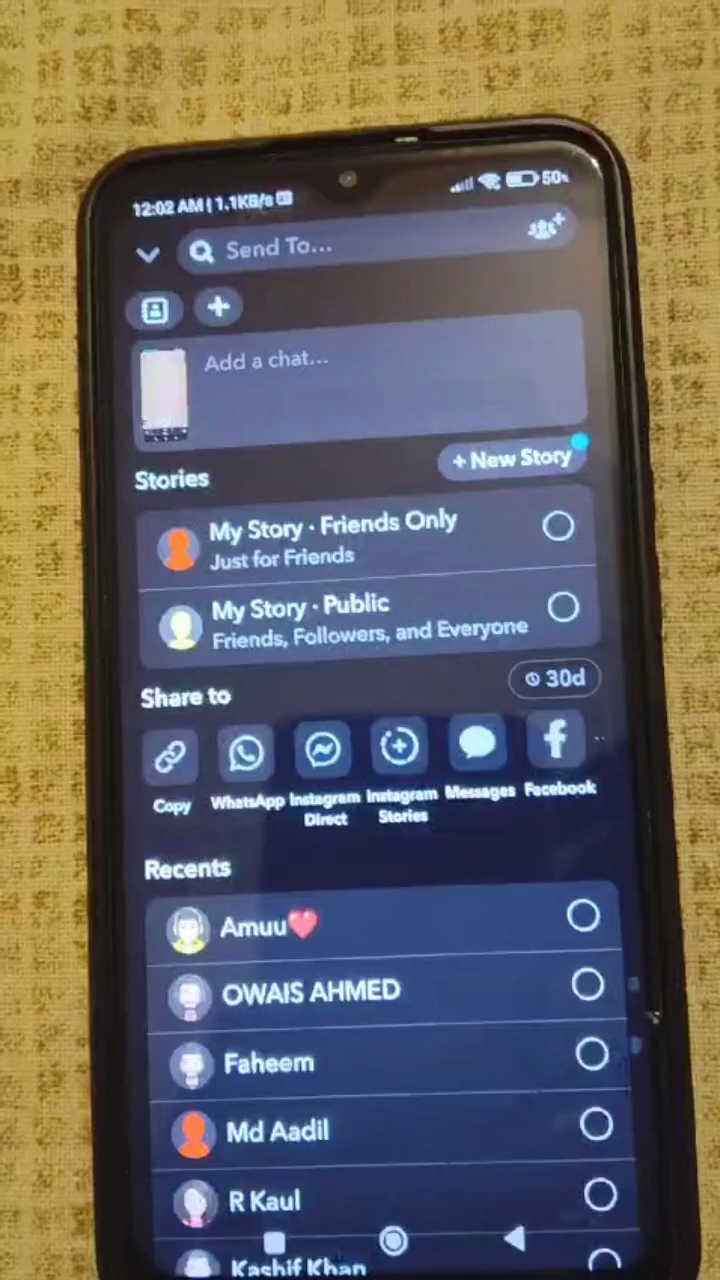 12:02 AM | 1.1KB/s
50%
Send To...
Add a chat...
Stories
+ New Story
My Story · Friends Only
Just for Friends
My Story · Public
Friends, Followers, and Everyone
Share to
30d
Copy
WhatsApp
Instagram Direct
Instagram Stories
Messages
Facebook
Recents
Amuu❤️
OWAIS AHMED
Faheem
Md Aadil
R Kaul
Kashif Khan